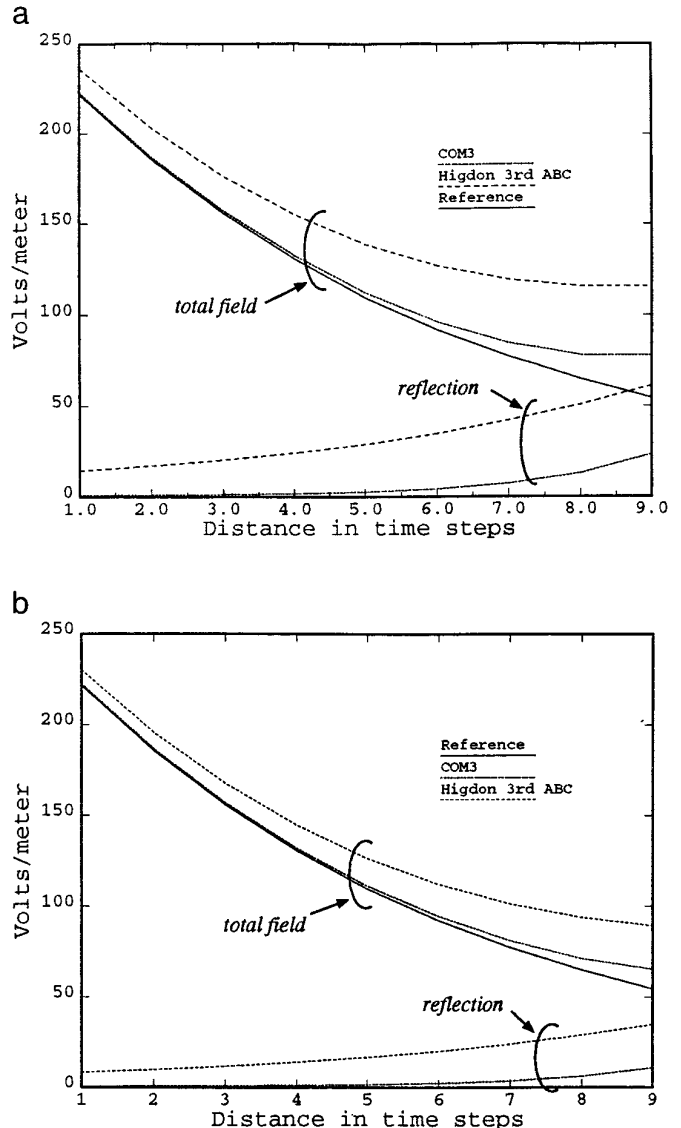 a
250
200
150
100
50
0
Volts/meter
COM3
Higdon 3rd ABC
Reference
total field
reflection
1.0 2.0 3.0 4.0 5.0 6.0 7.0 8.0 9.0
Distance in time steps
b
250
200
150
100
50
0
Volts/meter
Reference
COM3
Higdon 3rd ABC
total field
reflection
1 2 3 4 5 6 7 8 9
Distance in time steps